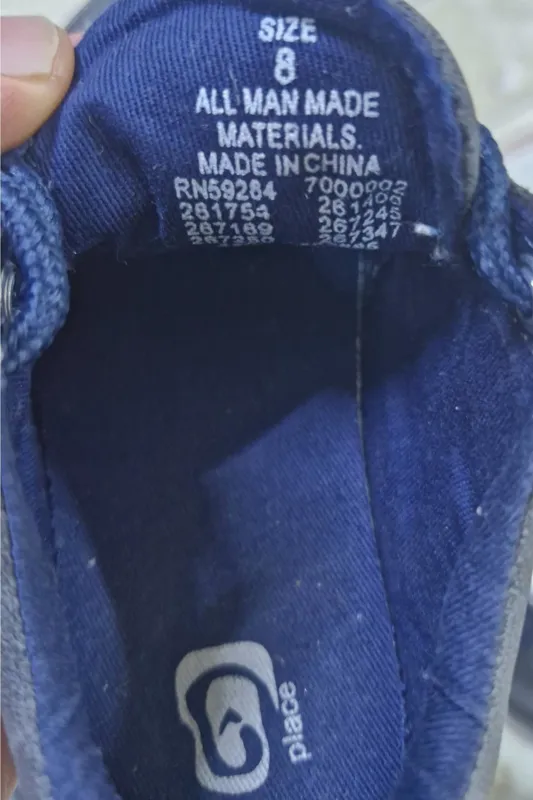 SIZE
8
ALL MAN MADE
MATERIALS.
MADE IN CHINA
RN59284 7000002
261754 261409
267169 267245
267347
place